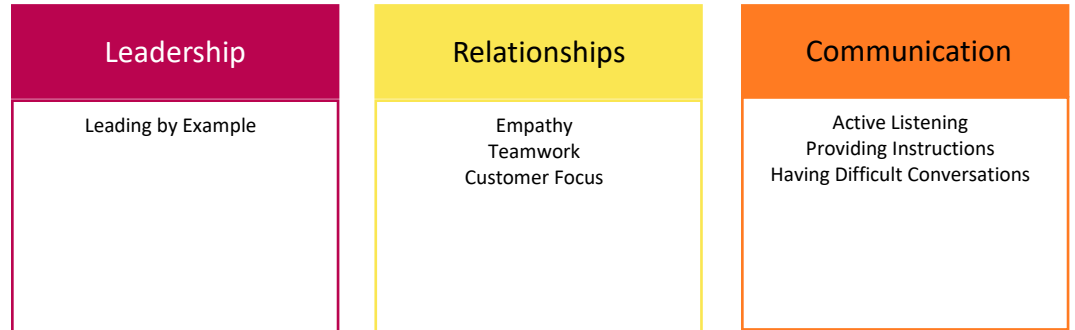 Leadership
Leading by Example
Relationships
Empathy
Teamwork
Customer Focus
Communication
Active Listening
Providing Instructions
Having Difficult Conversations